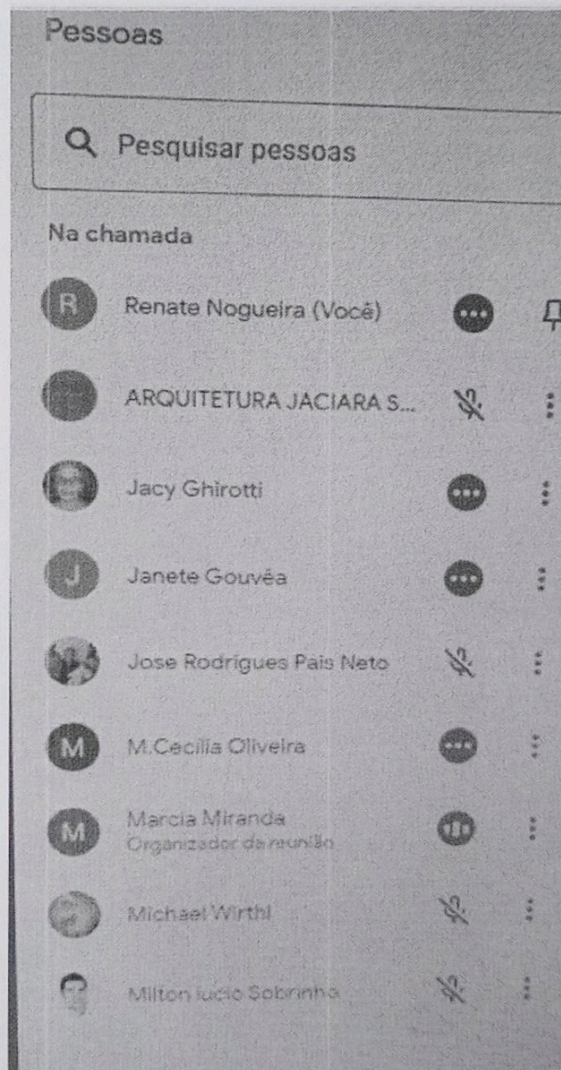 Pessoas
Pesquisar pessoas
Na chamada
R Renate Nogueira (Você)
ARQUITETURA JACIARA S...
Jacy Ghirotti
J Janete Gouvêa
Jose Rodrigues Pais Neto
M M.Cecilia Oliveira
M Marcia Miranda
Organizador da reunião
Michael Wirthl
Milton lucio Sobrinho